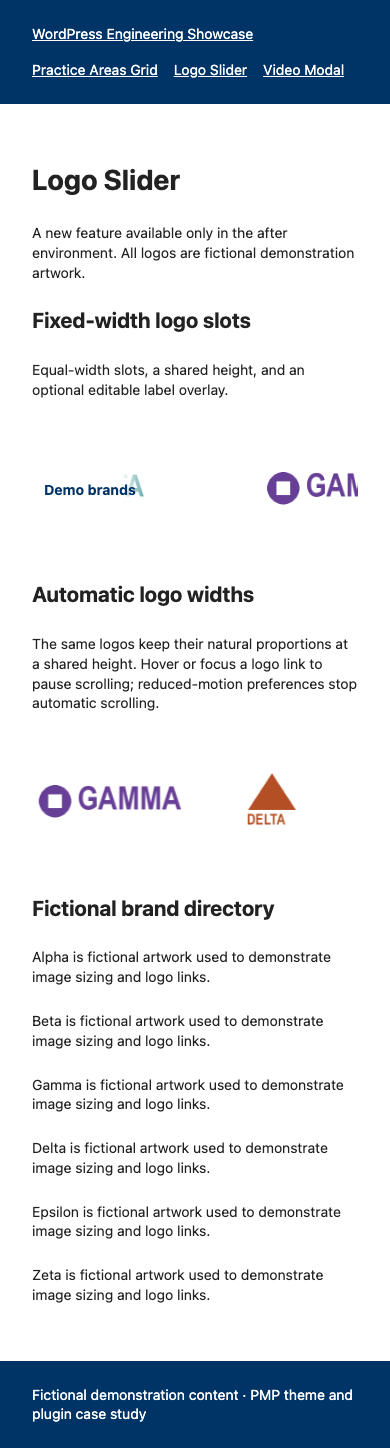 WordPress Engineering Showcase
Practice Areas Grid Logo Slider Video Modal
Logo Slider
A new feature available only in the after
environment. All logos are fictional demonstration
artwork.
Fixed-width logo slots
Equal-width slots, a shared height, and an
optional editable label overlay.
Demo brands A GAM
Automatic logo widths
The same logos keep their natural proportions at
a shared height. Hover or focus a logo link to
pause scrolling; reduced-motion preferences stop
automatic scrolling.
GAMMA
DELTA
Fictional brand directory
Alpha is fictional artwork used to demonstrate
image sizing and logo links.
Beta is fictional artwork used to demonstrate
image sizing and logo links.
Gamma is fictional artwork used to demonstrate
image sizing and logo links.
Delta is fictional artwork used to demonstrate
image sizing and logo links.
Epsilon is fictional artwork used to demonstrate
image sizing and logo links.
Zeta is fictional artwork used to demonstrate
image sizing and logo links.
Fictional demonstration content · PMP theme and
plugin case study